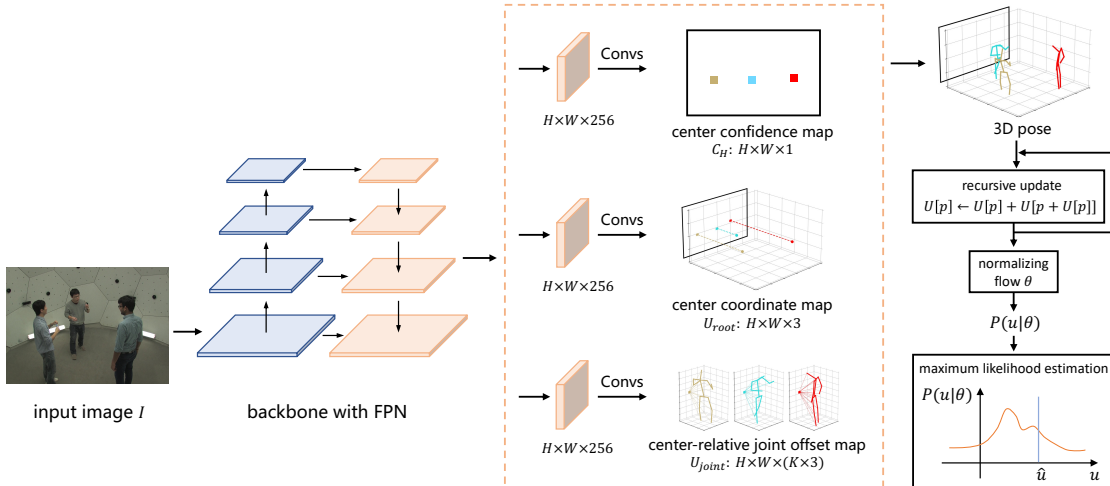 input image I
backbone with FPN
Convs
H×W×256
center confidence map
C_H: H×W×1
Convs
H×W×256
center coordinate map
U_root: H×W×3
Convs
H×W×256
center-relative joint offset map
U_joint: H×W×(K×3)
3D pose
recursive update
U[p] ← U[p] + U[p + U[p]]
normalizing
flow θ
P(u|θ)
maximum likelihood estimation
P(u|θ)
û
u